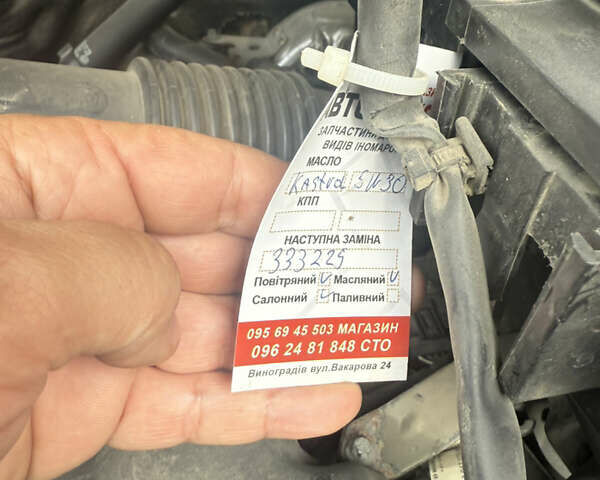 АВТО
ЗАПЧАСТИНИ
ВИДІВ ІНОМАРО
МАСЛО
Kastrol 5W30
КПП
*
НАСТУПНА ЗАМІНА
333225
Повітряний V Масляний V
Салонний V Паливний
095 69 45 503 МАГАЗИН
096 24 81 848 СТО
Виноградів вул.Вакарова 24